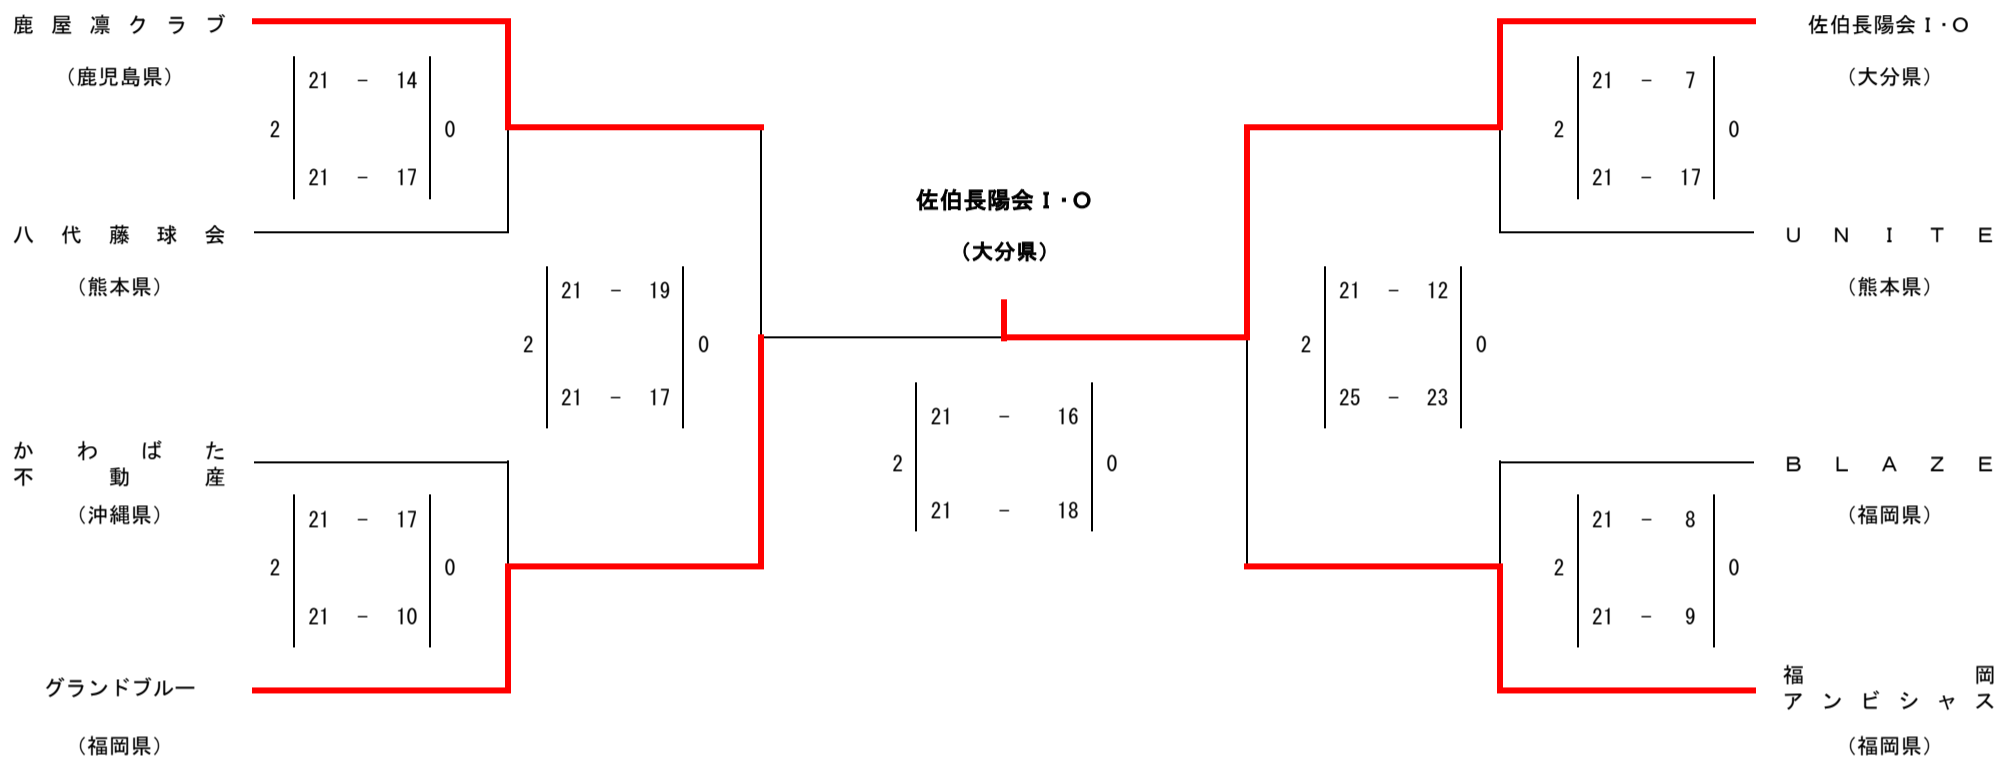 鹿屋凛クラブ
（鹿児島県）
21 － 14
2 0
21 － 17
八代藤球会
（熊本県）
21 － 19
2 0
21 － 17
かわばた
不動産
（沖縄県）
21 － 17
2 0
21 － 10
グランドブルー
（福岡県）
佐伯長陽会Ｉ・Ｏ
（大分県）
21 － 16
2 0
21 － 18
佐伯長陽会Ｉ・Ｏ
（大分県）
21 － 7
2 0
21 － 17
ＵＮＩＴＥ
（熊本県）
21 － 12
2 0
25 － 23
ＢＬＡＺＥ
（福岡県）
21 － 8
2 0
21 － 9
福岡
アンビシャス
（福岡県）